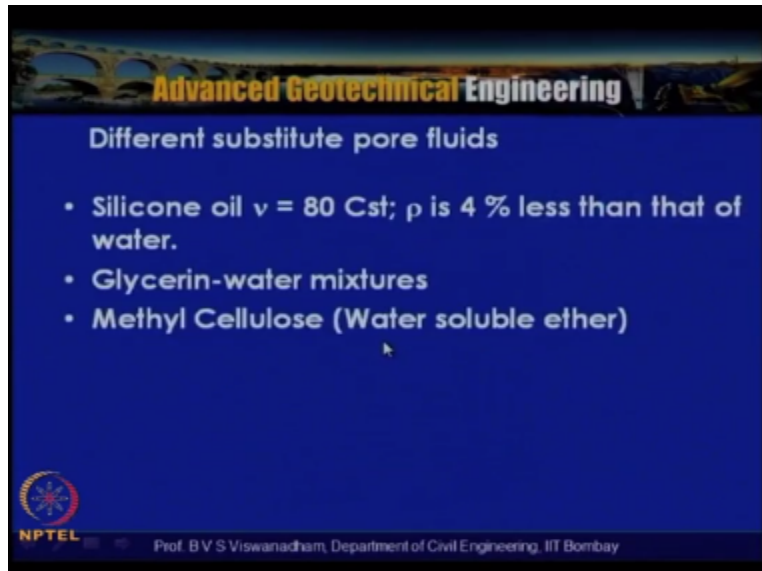 Advanced Geotechnical Engineering
Different substitute pore fluids
• Silicone oil ν = 80 Cst; ρ is 4 % less than that of
water.
• Glycerin-water mixtures
• Methyl Cellulose (Water soluble ether)
NPTEL
Prof. B V S Viswanadham, Department of Civil Engineering, IIT Bombay